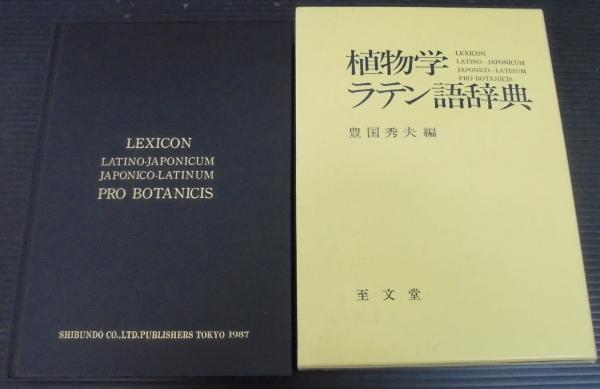 LEXICON
LATINO-JAPONICUM
JAPONICO-LATINUM
PRO BOTANICIS
SHIBUNDO CO.,LTD.PUBLISHERS TOKYO 1987
植物学
ラテン語辞典
LEXICON
LATINO-JAPONICUM
JAPONICO-LATINUM
PRO BOTANICIS
豊国秀夫 編
至文堂